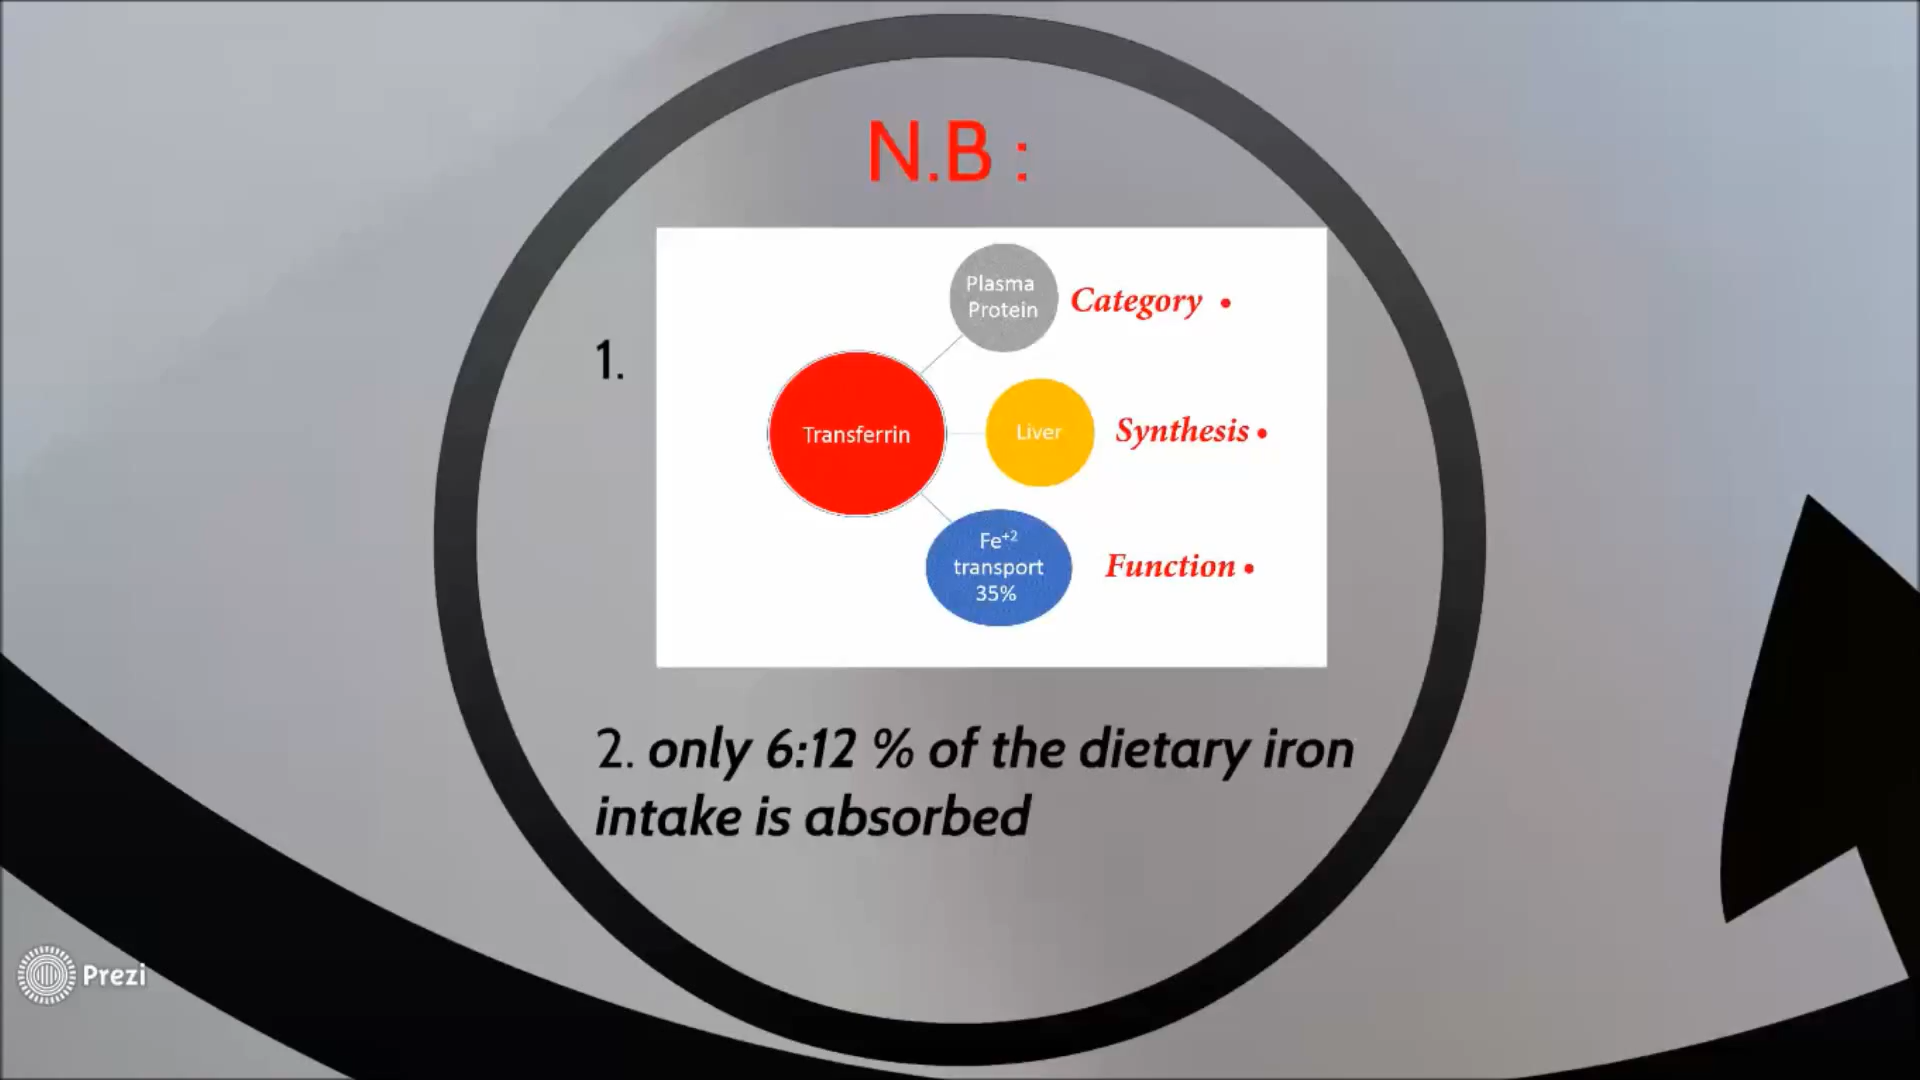 N.B :
1.
Plasma
Protein
Category •
Transferrin
Liver
Synthesis •
Fe⁺²
transport
35%
Function •
2. only 6:12 % of the dietary iron
intake is absorbed
Prezi